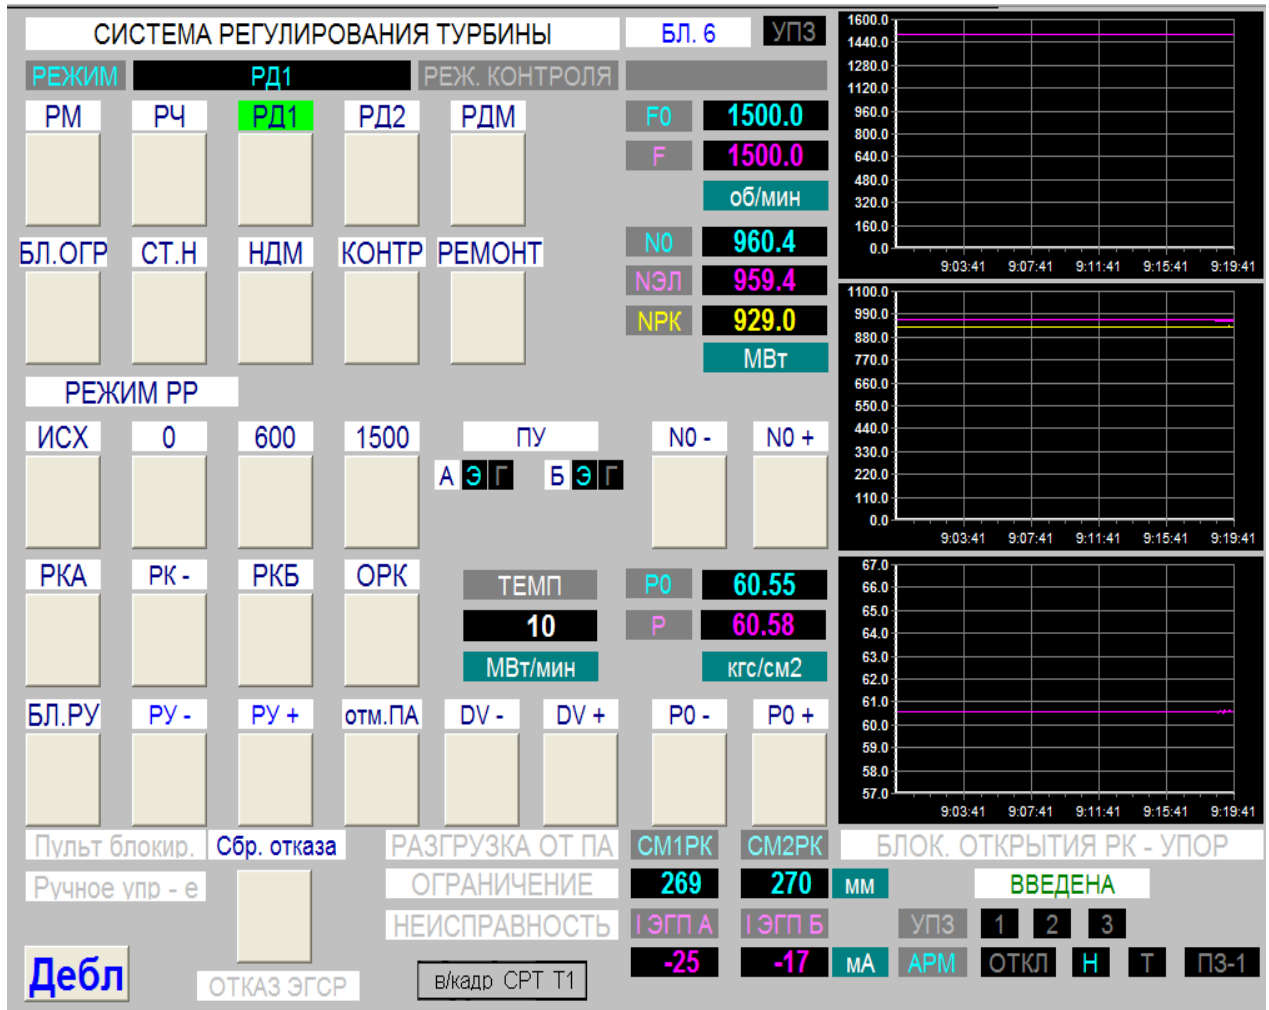 СИСТЕМА РЕГУЛИРОВАНИЯ ТУРБИНЫ БЛ. 6 УПЗ
РЕЖИМ РД1 РЕЖ. КОНТРОЛЯ
РМ РЧ РД1 РД2 РДМ
F0 1500.0
F 1500.0
об/мин
БЛ.ОГР СТ.Н НДМ КОНТР РЕМОНТ
N0 960.4
NЭЛ 959.4
NРК 929.0
МВт
РЕЖИМ РР
ИСХ 0 600 1500 ПУ N0 - N0 +
А Э Г Б Э Г
РКА РК - РКБ ОРК
ТЕМП
10
МВт/мин
P0 60.55
P 60.58
кгс/см2
БЛ.РУ РУ - РУ + отм.ПА DV - DV + P0 - P0 +
Пульт блокир. Сбр. отказа РАЗГРУЗКА ОТ ПА СМ1РК СМ2РК БЛОК. ОТКРЫТИЯ РК - УПОР
Ручное упр - е ОГРАНИЧЕНИЕ 269 270 мм ВВЕДЕНА
НЕИСПРАВНОСТЬ I ЭГП А I ЭГП Б УПЗ 1 2 3
Дебл ОТКАЗ ЭГСР в/кадр СРТ Т1 -25 -17 мА АРМ ОТКЛ Н Т ПЗ-1
1600.0
1440.0
1280.0
1120.0
960.0
800.0
640.0
480.0
320.0
160.0
0.0
9:03:41 9:07:41 9:11:41 9:15:41 9:19:41
1100.0
990.0
880.0
770.0
660.0
550.0
440.0
330.0
220.0
110.0
0.0
9:03:41 9:07:41 9:11:41 9:15:41 9:19:41
67.0
66.0
65.0
64.0
63.0
62.0
61.0
60.0
59.0
58.0
57.0
9:03:41 9:07:41 9:11:41 9:15:41 9:19:41